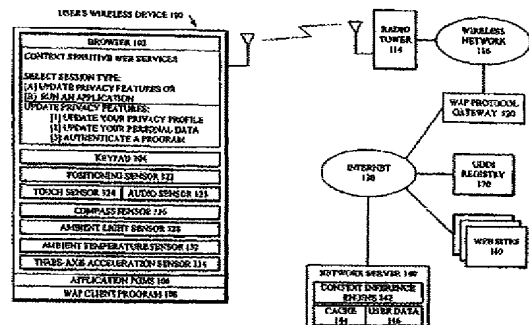 USER'S WIRELESS DEVICE 100
BROWSER 102
CONTEXT SENSITIVE WEB SERVICES
SELECT SESSION TYPE:
[A] UPDATE PRIVACY FEATURES OR
[B] RUN AN APPLICATION
UPDATE PRIVACY FEATURES:
[1] UPDATE YOUR PRIVACY PROFILE
[2] UPDATE YOUR PERSONAL DATA
[3] AUTHENTICATE A PROGRAM
KEYPAD 104
POSITIONING SENSOR 122
TOUCH SENSOR 124
AUDIO SENSOR 125
COMPASS SENSOR 126
AMBIENT LIGHT SENSOR 128
AMBIENT TEMPERATURE SENSOR 132
THREE-AXIS ACCELERATION SENSOR 134
APPLICATION PGMS 106
WAP CLIENT PROGRAM 108
RADIO
TOWER
114
WIRELESS
NETWORK
116
WAP PROTOCOL
GATEWAY 120
INTERNET
130
UDDI
REGISTRY
170
WEB SITES
160
NETWORK SERVER 140
CONTEXT INFERENCE
ENGINE 142
CACHE
144
USER DATA
146